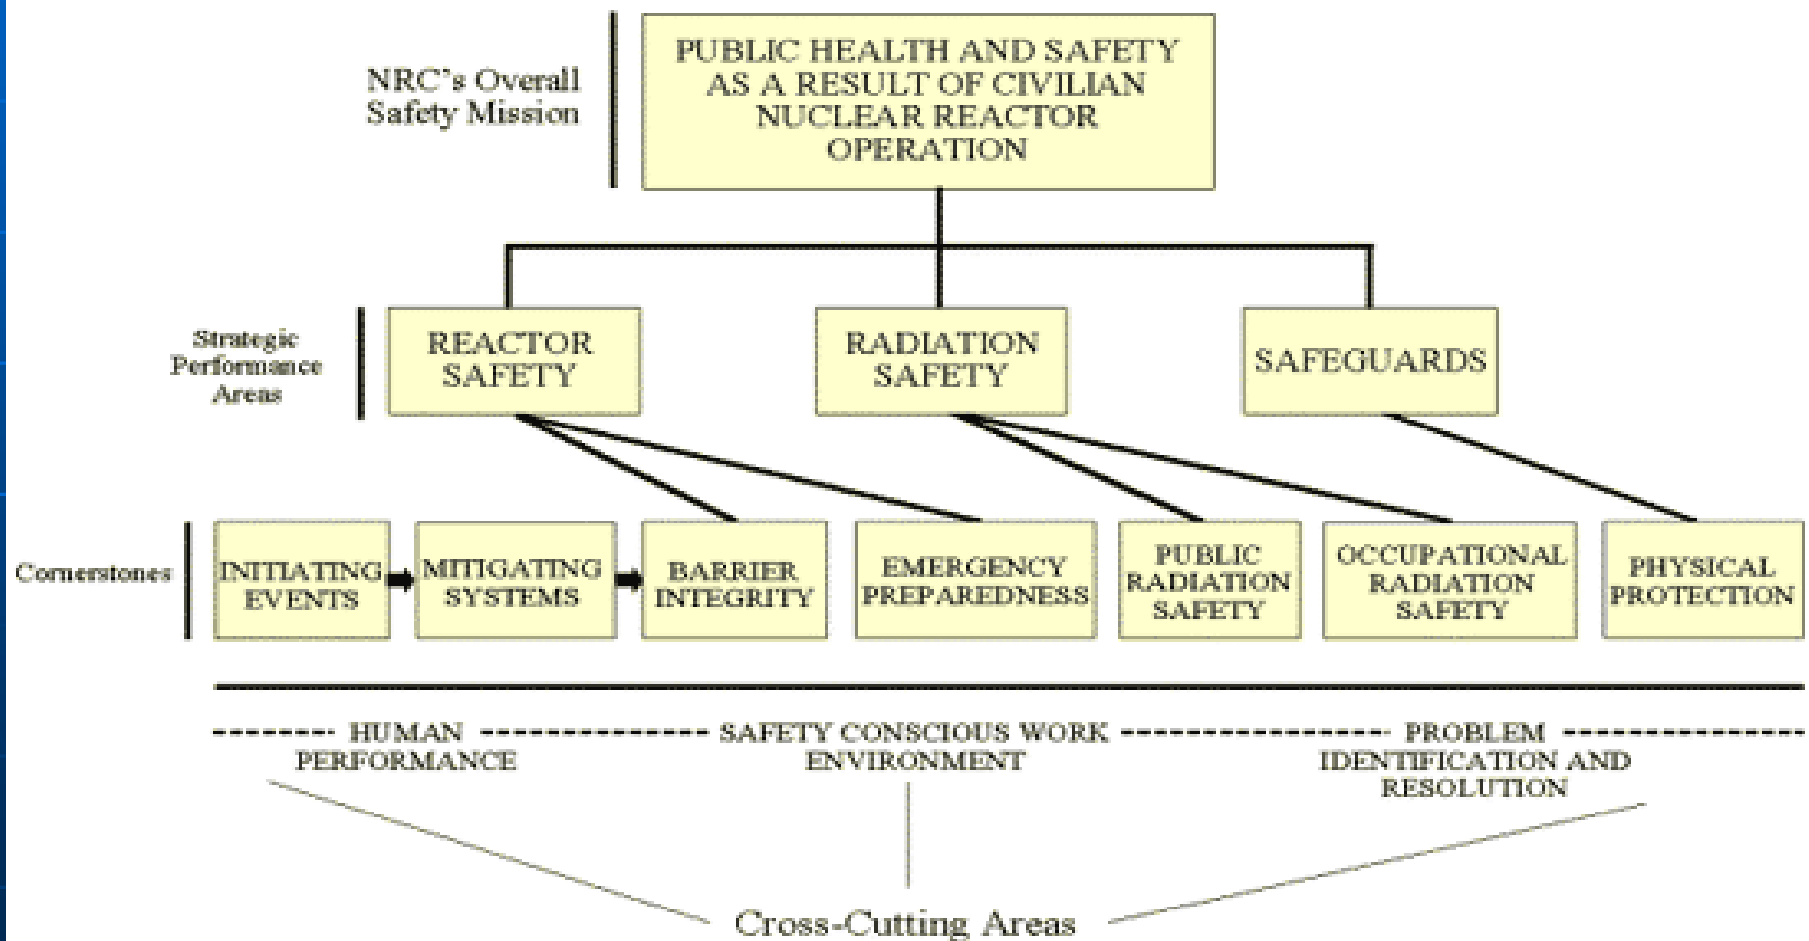 NRC's Overall
Safety Mission
PUBLIC HEALTH AND SAFETY
AS A RESULT OF CIVILIAN
NUCLEAR REACTOR
OPERATION
Strategic
Performance
Areas
REACTOR
SAFETY
RADIATION
SAFETY
SAFEGUARDS
Cornerstones
INITIATING
EVENTS
MITIGATING
SYSTEMS
BARRIER
INTEGRITY
EMERGENCY
PREPAREDNESS
PUBLIC
RADIATION
SAFETY
OCCUPATIONAL
RADIATION
SAFETY
PHYSICAL
PROTECTION
HUMAN
PERFORMANCE
SAFETY CONSCIOUS WORK
ENVIRONMENT
PROBLEM
IDENTIFICATION AND
RESOLUTION
Cross-Cutting Areas